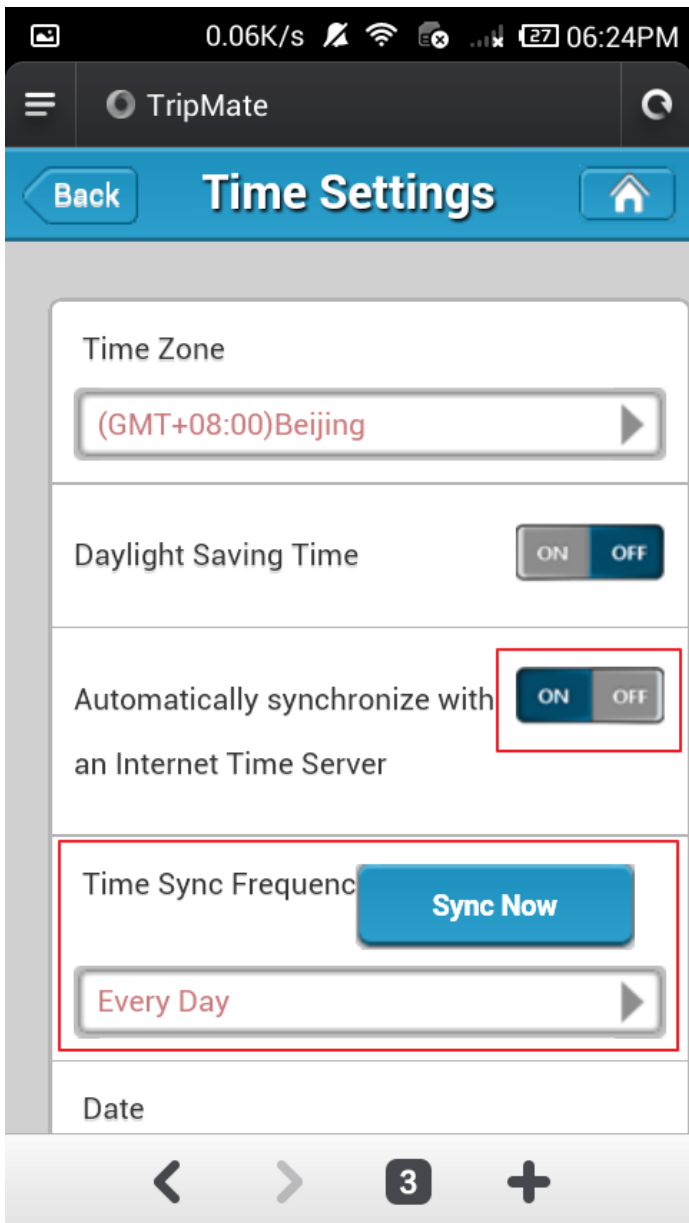 0.06K/s 27 06:24PM
TripMate
Back Time Settings
Time Zone
(GMT+08:00)Beijing
Daylight Saving Time ON OFF
Automatically synchronize with ON OFF
an Internet Time Server
Time Sync Frequenc Sync Now
Every Day
Date
3